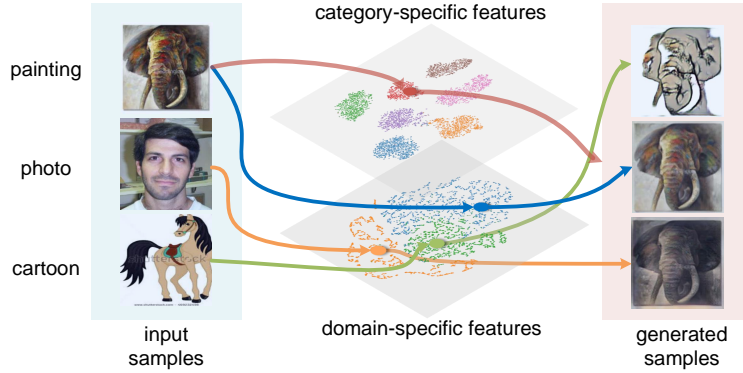 category-specific features
painting
photo
cartoon
domain-specific features
input
samples
generated
samples